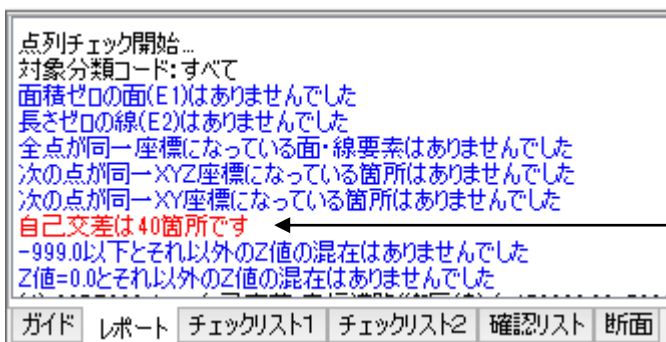 点列チェック開始...
対象分類コード:すべて
面積ゼロの面(E1)はありませんでした
長さゼロの線(E2)はありませんでした
全点が同一座標になっている面・線要素はありませんでした
次の点が同一XYZ座標になっている箇所はありませんでした
次の点が同一XY座標になっている箇所はありませんでした
自己交差は40箇所です
-999.0以下とそれ以外のZ値の混在はありませんでした
Z値=0.0とそれ以外のZ値の混在はありませんでした
ガイド レポート チェックリスト1 チェックリスト2 確認リスト 断面